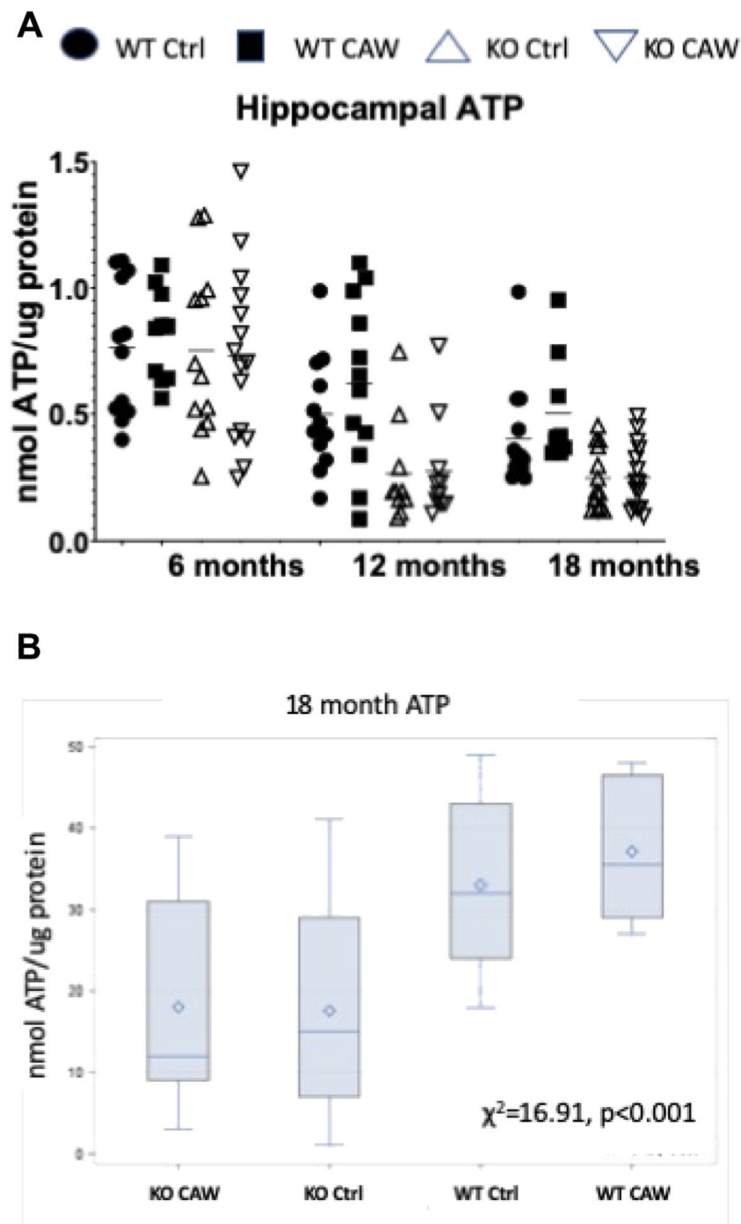 A
WT Ctrl WT CAW KO Ctrl KO CAW
Hippocampal ATP
nmol ATP/ug protein
1.5
1.0
0.5
0.0
6 months 12 months 18 months
B
18 month ATP
nmol ATP/ug protein
50
40
30
20
10
0
χ²=16.91, p<0.001
KO CAW KO Ctrl WT Ctrl WT CAW